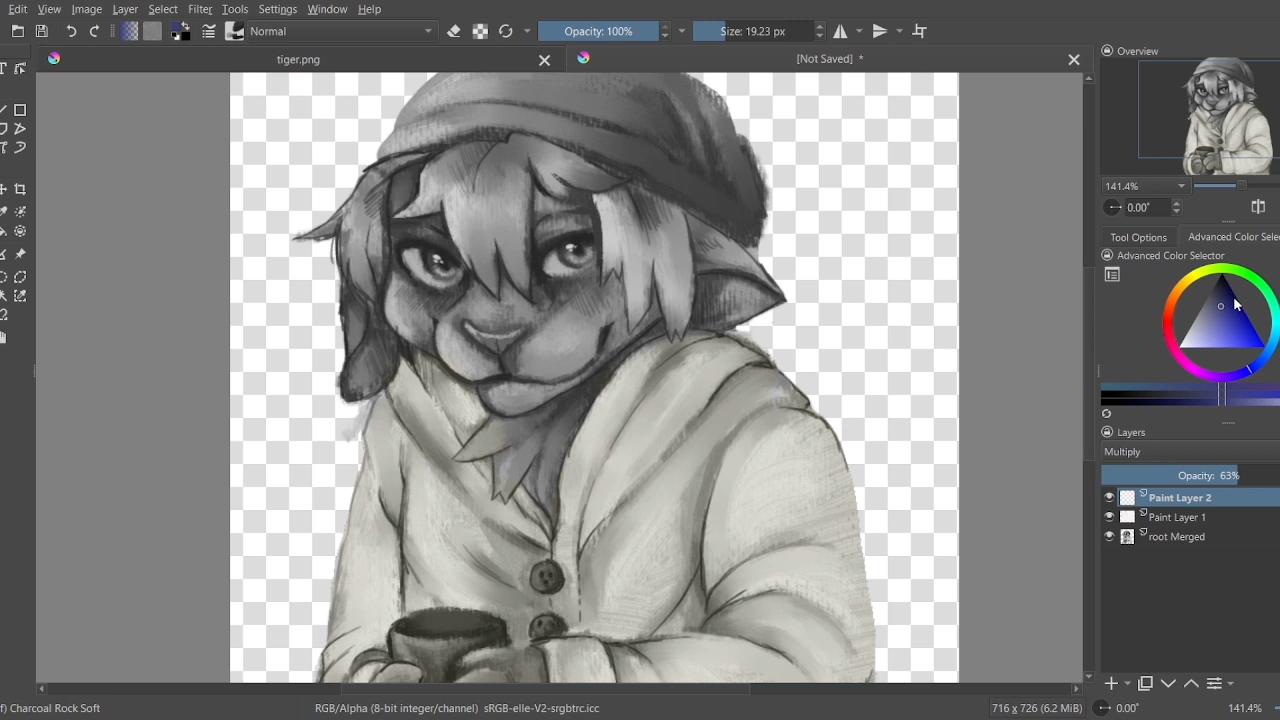 Edit View Image Layer Select Filter Tools Settings Window Help
Normal Opacity: 100% Size: 19.23 px
tiger.png [Not Saved] *
Overview
141.4%
0.00°
Tool Options Advanced Color Sele
Advanced Color Selector
Layers
Multiply
Opacity: 63%
Paint Layer 2
Paint Layer 1
root Merged
f) Charcoal Rock Soft RGB/Alpha (8-bit integer/channel) sRGB-elle-V2-srgbtrc.icc 716 x 726 (6.2 MiB) 0.00° 141.4%